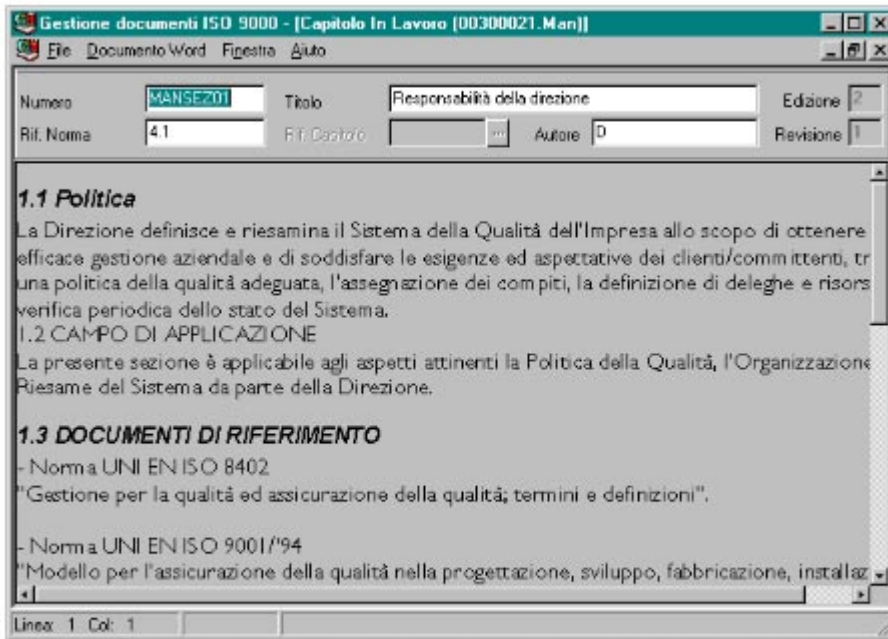 Gestione documenti ISO 9000 - [Capitolo In Lavoro (00300021.Man)]
File Documento Word Finestra Aiuto
Numero MANSEZ01 Titolo Responsabilità della direzione Edizione 2
Rif. Norma 4.1 Rif. Capitolo ... Autore D Revisione 1
1.1 Politica
La Direzione definisce e riesamina il Sistema della Qualità dell'Impresa allo scopo di ottenere
efficace gestione aziendale e di soddisfare le esigenze ed aspettative dei clienti/committenti, tr
una politica della qualità adeguata, l'assegnazione dei compiti, la definizione di deleghe e risors
verifica periodica dello stato del Sistema.
1.2 CAMPO DI APPLICAZIONE
La presente sezione è applicabile agli aspetti attinenti la Politica della Qualità, l'Organizzazione
Riesame del Sistema da parte della Direzione.
1.3 DOCUMENTI DI RIFERIMENTO
- Norma UNI EN ISO 8402
"Gestione per la qualità ed assicurazione della qualità; termini e definizioni".
- Norma UNI EN ISO 9001/'94
"Modello per l'assicurazione della qualità nella progettazione, sviluppo, fabbricazione, installaz
Linea: 1 Col: 1